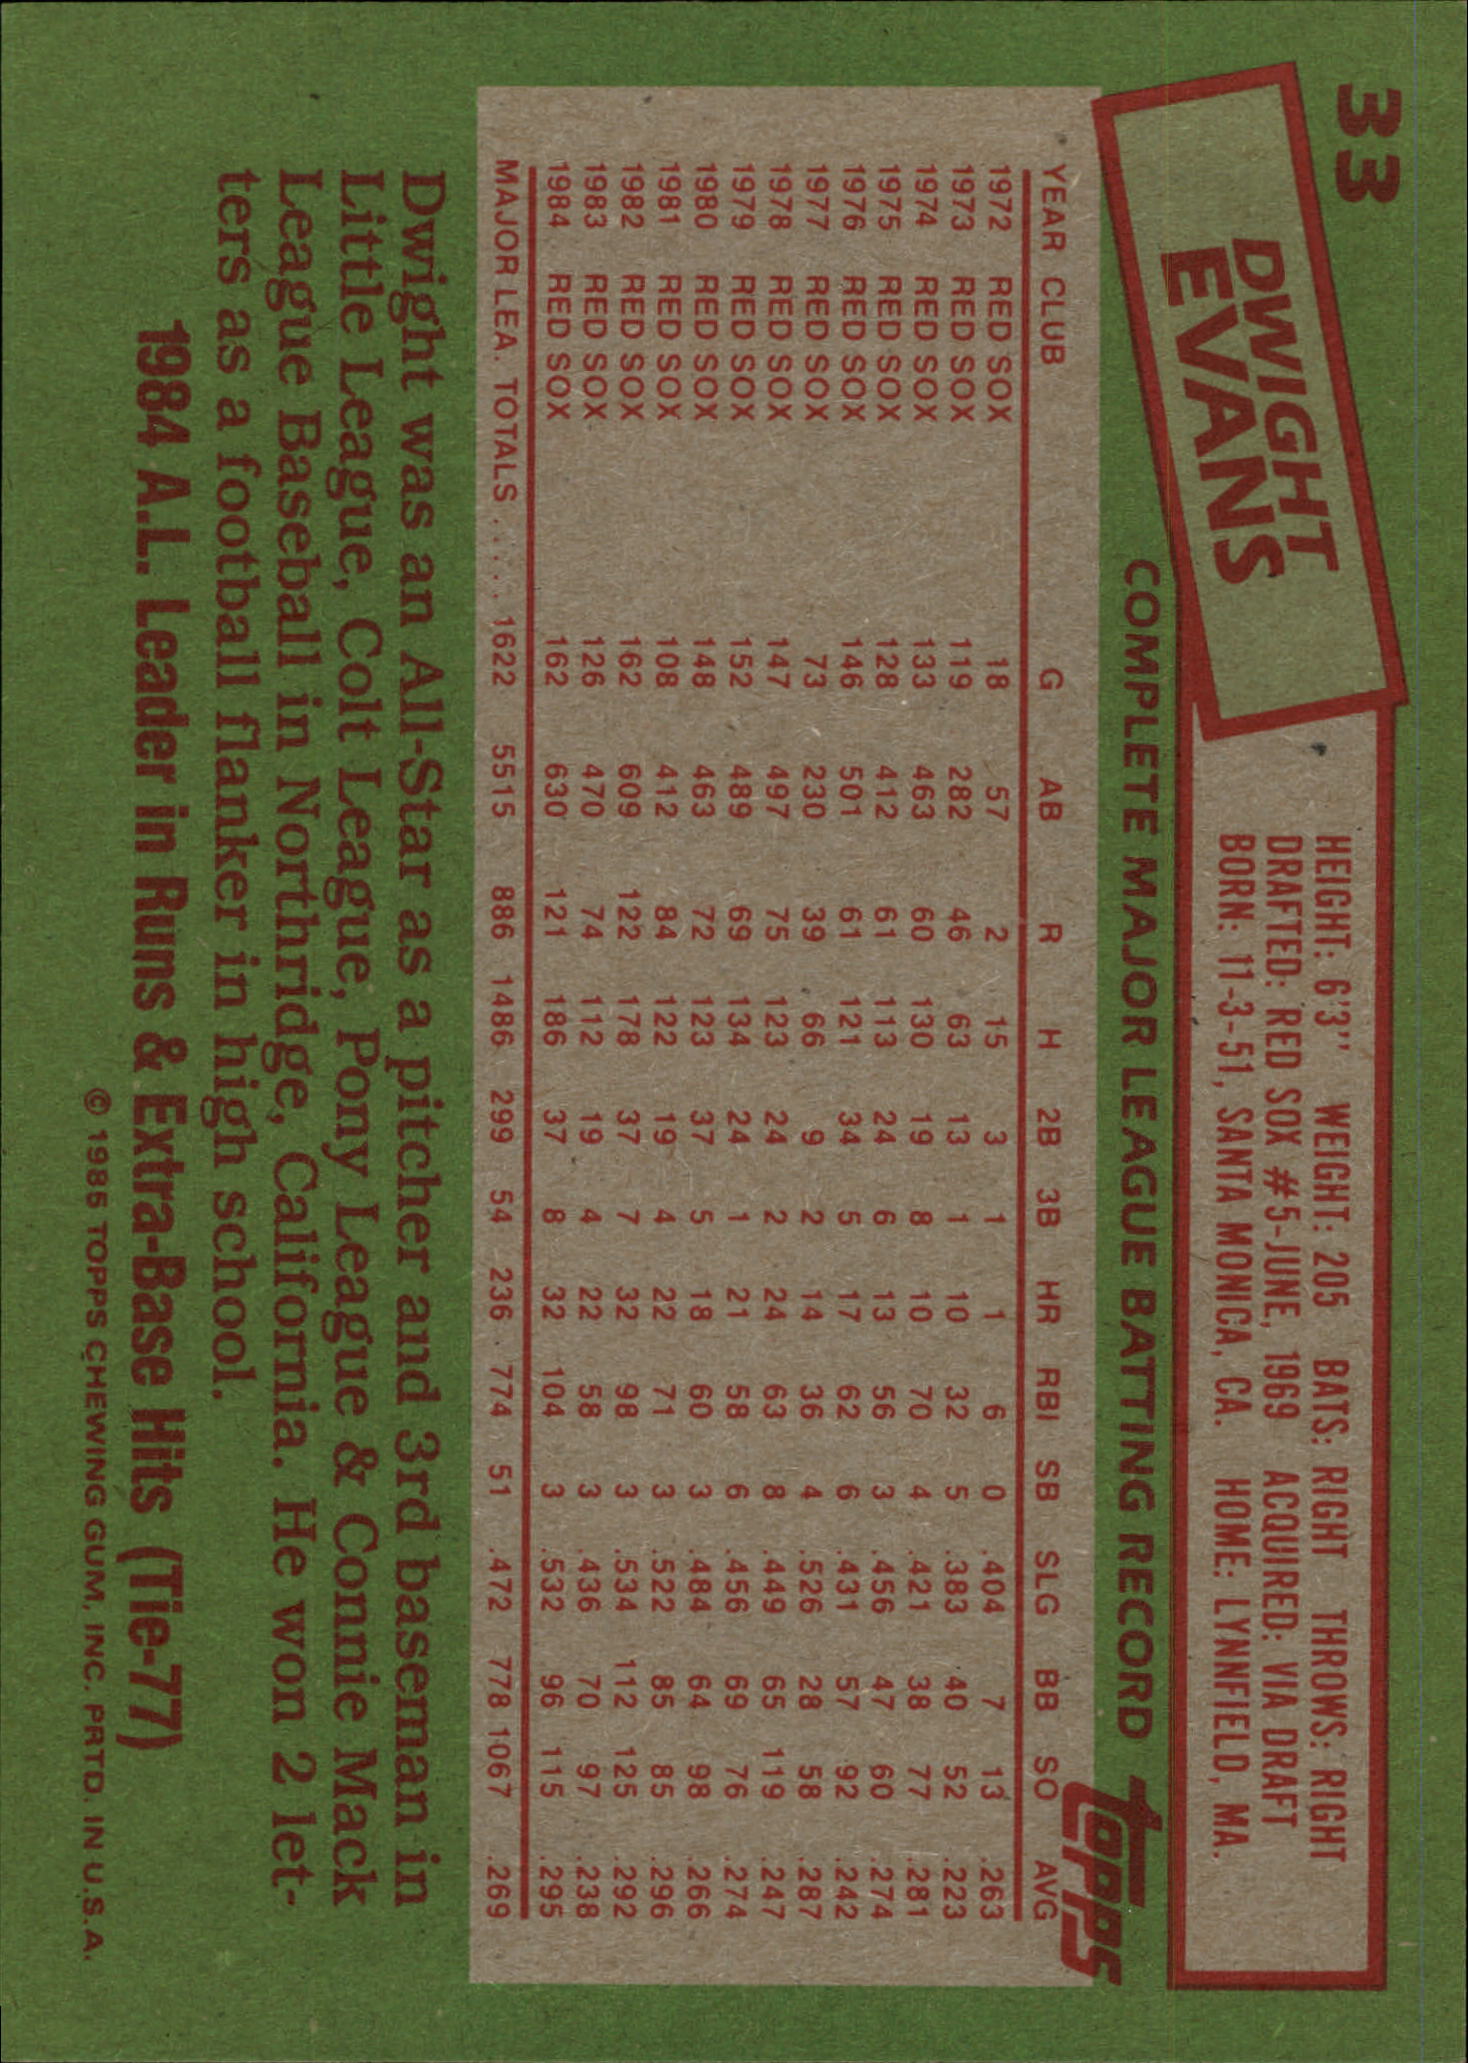 33
DWIGHT
EVANS
HEIGHT: 6'3" WEIGHT: 205 BATS: RIGHT THROWS: RIGHT
DRAFTED: RED SOX #5-JUNE, 1969 ACQUIRED: VIA DRAFT
BORN: 11-3-51, SANTA MONICA, CA. HOME: LYNNFIELD, MA.
COMPLETE MAJOR LEAGUE BATTING RECORD
topps
YEAR CLUB G AB R H 2B 3B HR RBI SB SLG BB SO AVG
1972 RED SOX 18 57 2 15 3 1 1 6 0 .404 7 13 .263
1973 RED SOX 119 282 46 63 13 1 10 32 5 .383 40 52 .223
1974 RED SOX 133 463 60 130 19 8 10 70 4 .421 38 77 .281
1975 RED SOX 128 412 61 113 24 6 13 56 3 .456 47 60 .274
1976 RED SOX 146 501 61 121 34 5 17 62 6 .431 57 92 .242
1977 RED SOX 73 230 39 66 9 2 14 36 4 .526 28 58 .287
1978 RED SOX 147 497 75 123 24 2 24 63 8 .449 65 119 .247
1979 RED SOX 152 489 69 134 24 1 21 58 6 .456 69 76 .274
1980 RED SOX 148 463 72 123 37 5 18 60 3 .484 64 98 .266
1981 RED SOX 108 412 84 122 19 4 22 71 3 .522 85 85 .296
1982 RED SOX 162 609 122 178 37 7 32 98 3 .534 112 125 .292
1983 RED SOX 126 470 74 112 19 4 22 58 3 .436 70 97 .238
1984 RED SOX 162 630 121 186 37 8 32 104 3 .532 96 115 .295
MAJOR LEA. TOTALS .... 1622 5515 886 1486 299 54 236 774 51 .472 778 1067 .269
Dwight was an All-Star as a pitcher and 3rd baseman in
Little League, Colt League, Pony League & Connie Mack
League Baseball in Northridge, California. He won 2 let-
ters as a football flanker in high school.
1984 A.L. Leader in Runs & Extra-Base Hits (Tie-77)
© 1985 TOPPS CHEWING GUM, INC. PRTD. IN U.S.A.